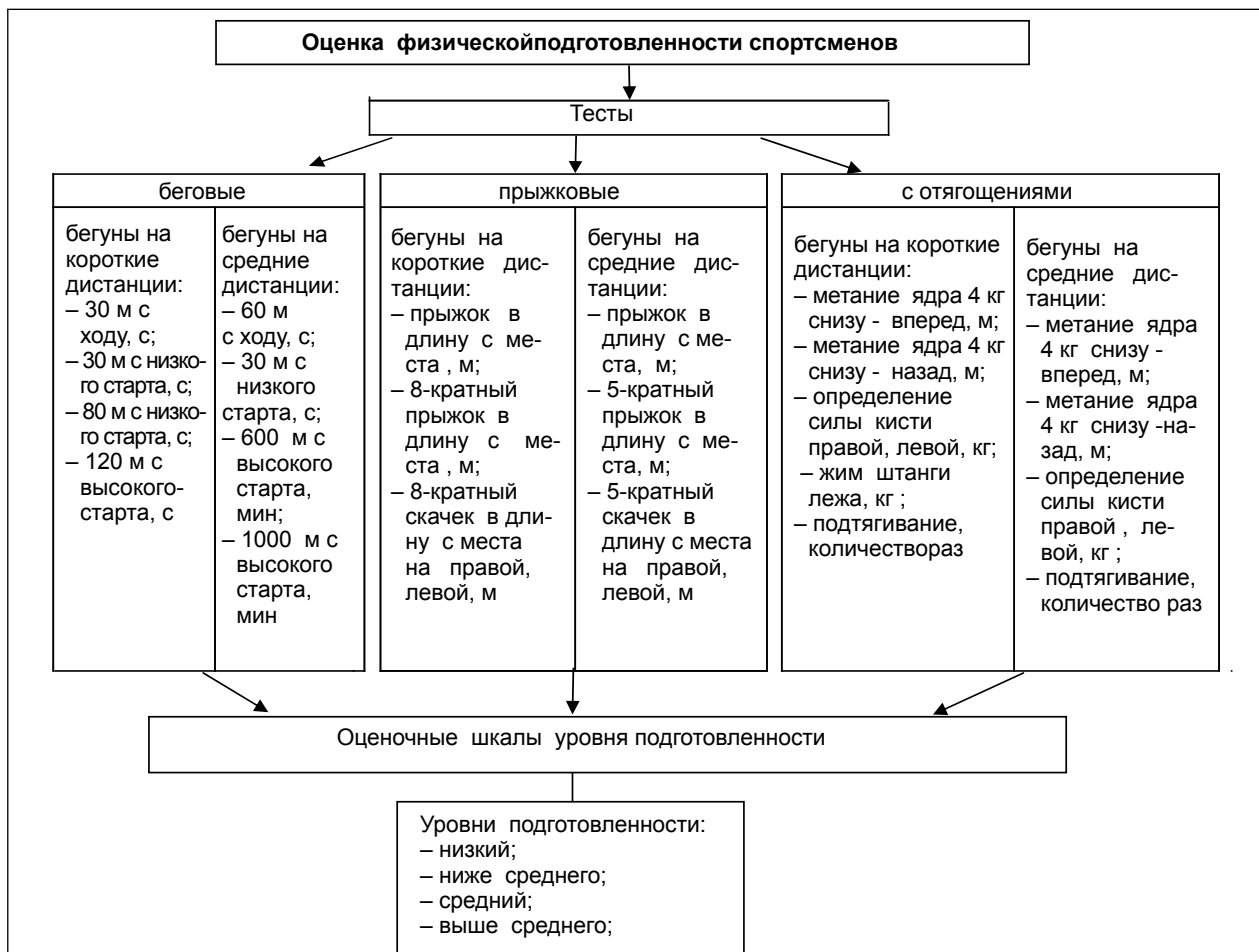 Оценка физическойподготовленности спортсменов
Тесты
беговые
бегуны на
короткие
дистанции:
– 30 м с
ходу, с;
– 30 м с низко-
го старта, с;
– 80 м с низко-
го старта, с;
– 120 м с
высокого-
старта, с
бегуны на
средние
дистанции:
– 60 м
с ходу, с;
– 30 м с
низкого
старта, с;
– 600 м с
высокого
старта,
мин;
– 1000 м с
высокого
старта,
мин
прыжковые
бегуны на
короткие дис-
танции:
– прыжок в
длину с ме-
ста , м;
– 8-кратный
прыжок в
длину с ме-
ста , м;
– 8-кратный
скачек в дли-
ну с места
на правой,
левой, м
бегуны на
средние дис-
танции:
– прыжок в
длину с ме-
ста, м;
– 5-кратный
прыжок в
длину с ме-
ста, м;
– 5-кратный
скачек в
длину с места
на правой,
левой, м
с отягощениями
бегуны на короткие
дистанции:
– метание ядра 4 кг
снизу - вперед, м;
– метание ядра 4 кг
снизу - назад, м;
– определение
силы кисти
правой, левой, кг;
– жим штанги
лежа, кг ;
– подтягивание,
количествораз
бегуны на
средние дис-
танции:
– метание ядра
4 кг снизу -
вперед, м;
– метание ядра
4 кг снизу -на-
зад, м;
– определение
силы кисти
правой , ле-
вой, кг ;
– подтягивание,
количество раз
Оценочные шкалы уровня подготовленности
Уровни подготовленности:
– низкий;
– ниже среднего;
– средний;
– выше среднего;